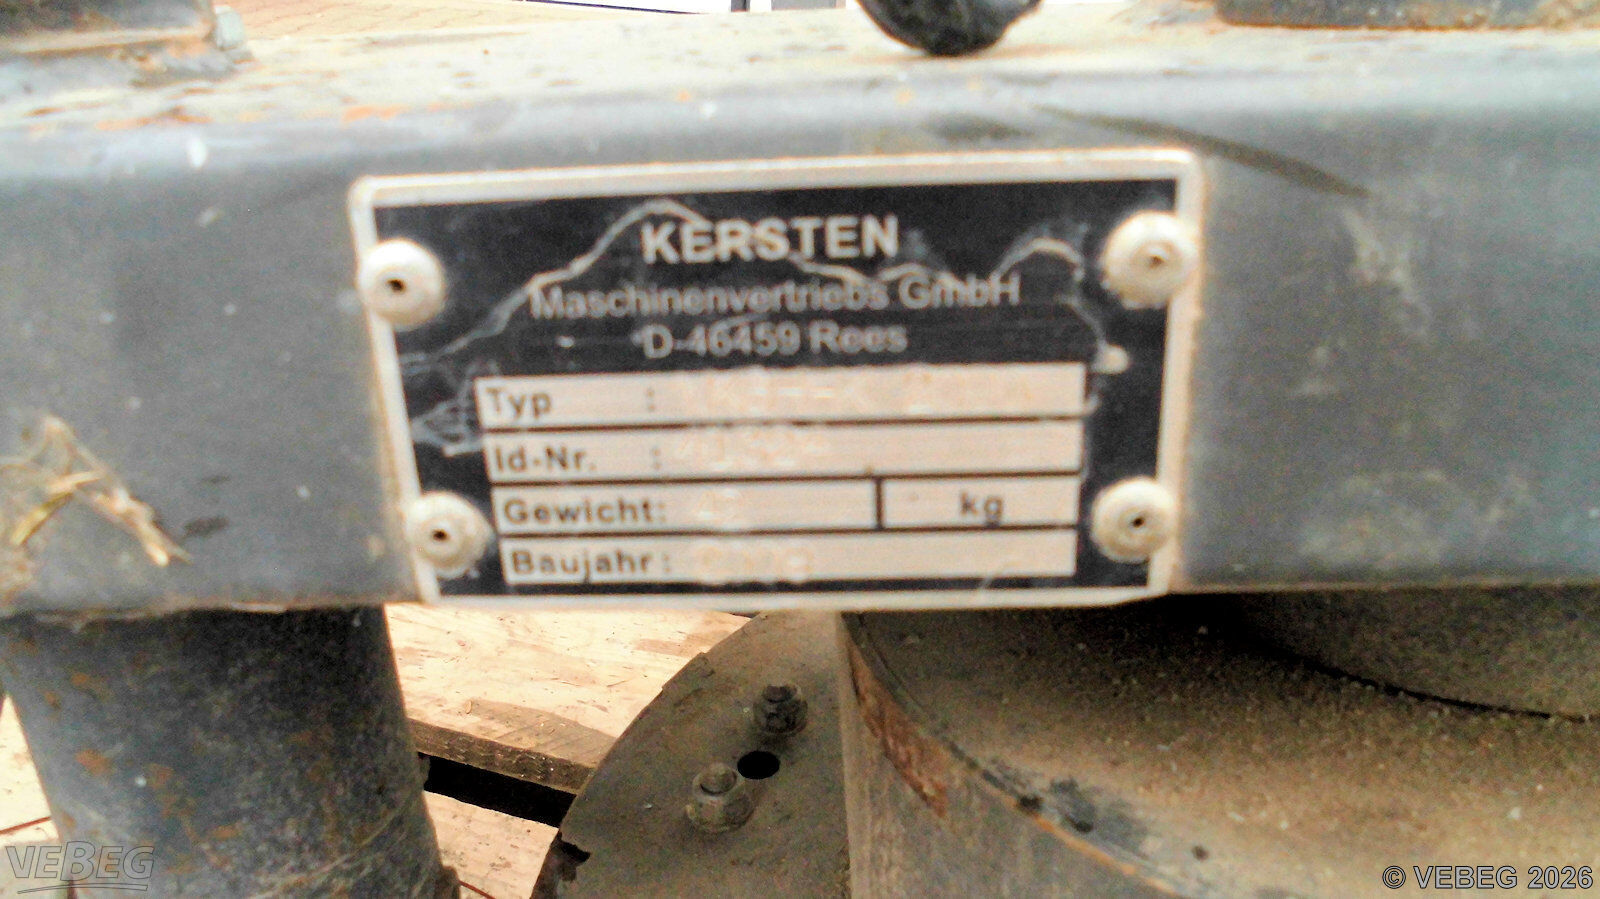 KERSTEN
Maschinenvertriebs GmbH
D-46459 Rees
Typ :
Id-Nr. :
Gewicht: kg
Baujahr :
VEBEG
© VEBEG 2026